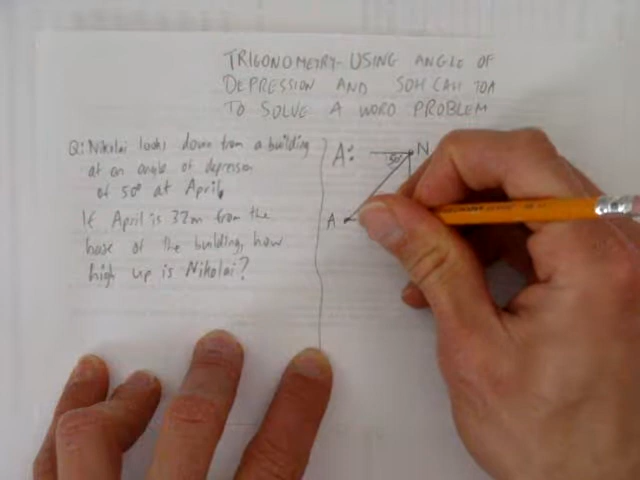 TRIGONOMETRY- USING ANGLE OF
DEPRESSION AND SOH CAH TOA
TO SOLVE A WORD PROBLEM
Q: Nikolai looks down from a building
at an angle of depression
of 50° at April.
If April is 32m from the
base of the building, how
high up is Nikolai?
A:
50°
N
A